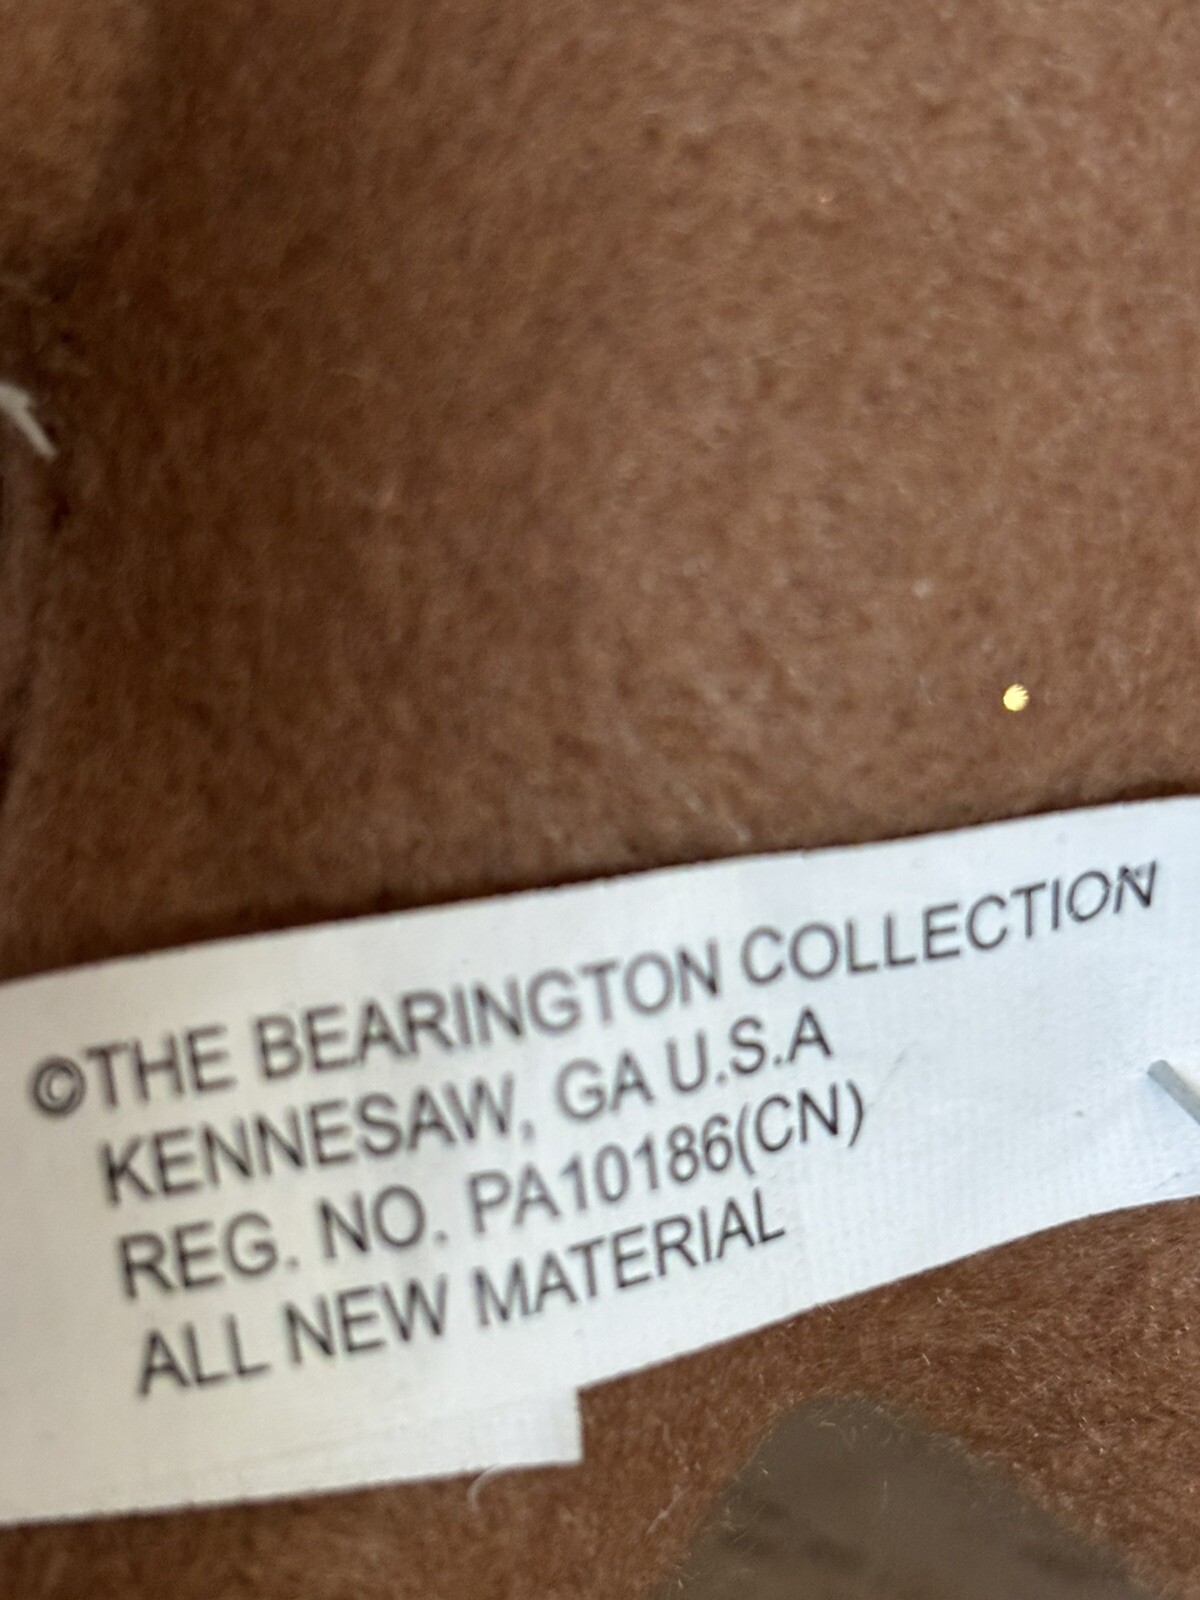 ©THE BEARINGTON COLLECTION
KENNESAW, GA U.S.A
REG. NO. PA10186(CN)
ALL NEW MATERIAL